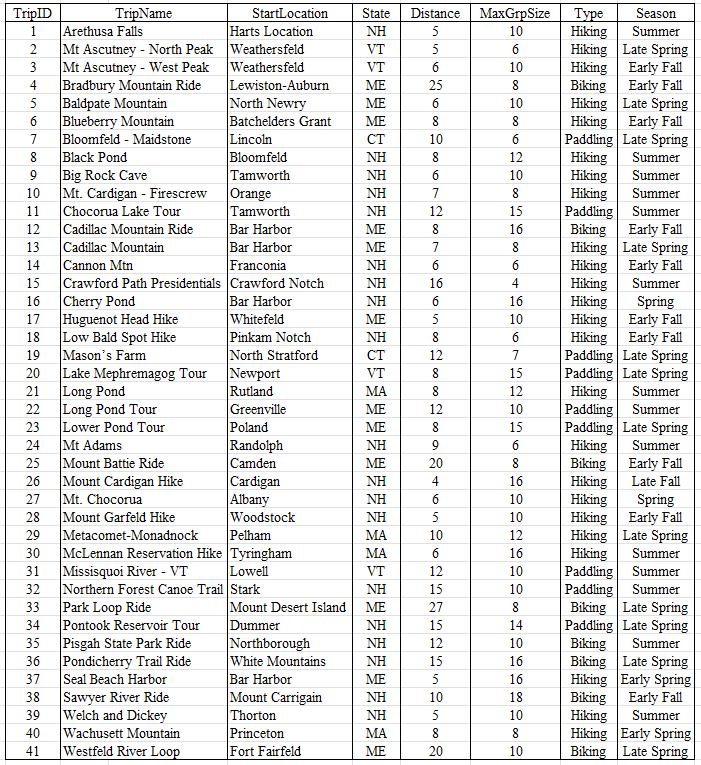 TripID TripName StartLocation State Distance MaxGrpSize Type Season
1 Arethusa Falls Harts Location NH 5 10 Hiking Summer
2 Mt Ascutney - North Peak Weathersfeld VT 5 6 Hiking Late Spring
3 Mt Ascutney - West Peak Weathersfeld VT 6 10 Hiking Early Fall
4 Bradbury Mountain Ride Lewiston-Auburn ME 25 8 Biking Early Fall
5 Baldpate Mountain North Newry ME 6 10 Hiking Late Spring
6 Blueberry Mountain Batchelders Grant ME 8 8 Hiking Early Fall
7 Bloomfeld - Maidstone Lincoln CT 10 6 Paddling Late Spring
8 Black Pond Bloomfeld NH 8 12 Hiking Summer
9 Big Rock Cave Tamworth NH 6 10 Hiking Summer
10 Mt. Cardigan - Firescrew Orange NH 7 8 Hiking Summer
11 Chocorua Lake Tour Tamworth NH 12 15 Paddling Summer
12 Cadillac Mountain Ride Bar Harbor ME 8 16 Biking Early Fall
13 Cadillac Mountain Bar Harbor ME 7 8 Hiking Late Spring
14 Cannon Mtn Franconia NH 6 6 Hiking Early Fall
15 Crawford Path Presidentials Crawford Notch NH 16 4 Hiking Summer
16 Cherry Pond Bar Harbor NH 6 16 Hiking Spring
17 Huguenot Head Hike Whitefeld ME 5 10 Hiking Early Fall
18 Low Bald Spot Hike Pinkam Notch NH 8 6 Hiking Early Fall
19 Mason's Farm North Stratford CT 12 7 Paddling Late Spring
20 Lake Mephremagog Tour Newport VT 8 15 Paddling Late Spring
21 Long Pond Rutland MA 8 12 Hiking Summer
22 Long Pond Tour Greenville ME 12 10 Paddling Summer
23 Lower Pond Tour Poland ME 8 15 Paddling Late Spring
24 Mt Adams Randolph NH 9 6 Hiking Summer
25 Mount Battie Ride Camden ME 20 8 Biking Early Fall
26 Mount Cardigan Hike Cardigan NH 4 16 Hiking Late Fall
27 Mt. Chocorua Albany NH 6 10 Hiking Spring
28 Mount Garfeld Hike Woodstock NH 5 10 Hiking Early Fall
29 Metacomet-Monadnock Pelham MA 10 12 Hiking Late Spring
30 McLennan Reservation Hike Tyringham MA 6 16 Hiking Summer
31 Missisquoi River - VT Lowell VT 12 10 Paddling Summer
32 Northern Forest Canoe Trail Stark NH 15 10 Paddling Summer
33 Park Loop Ride Mount Desert Island ME 27 8 Biking Late Spring
34 Pontook Reservoir Tour Dummer NH 15 14 Paddling Late Spring
35 Pisgah State Park Ride Northborough NH 12 10 Biking Summer
36 Pondicherry Trail Ride White Mountains NH 15 16 Biking Late Spring
37 Seal Beach Harbor Bar Harbor ME 5 16 Hiking Early Spring
38 Sawyer River Ride Mount Carrigain NH 10 18 Biking Early Fall
39 Welch and Dickey Thorton NH 5 10 Hiking Summer
40 Wachusett Mountain Princeton MA 8 8 Hiking Early Spring
41 Westfeld River Loop Fort Fairfeld ME 20 10 Biking Late Spring